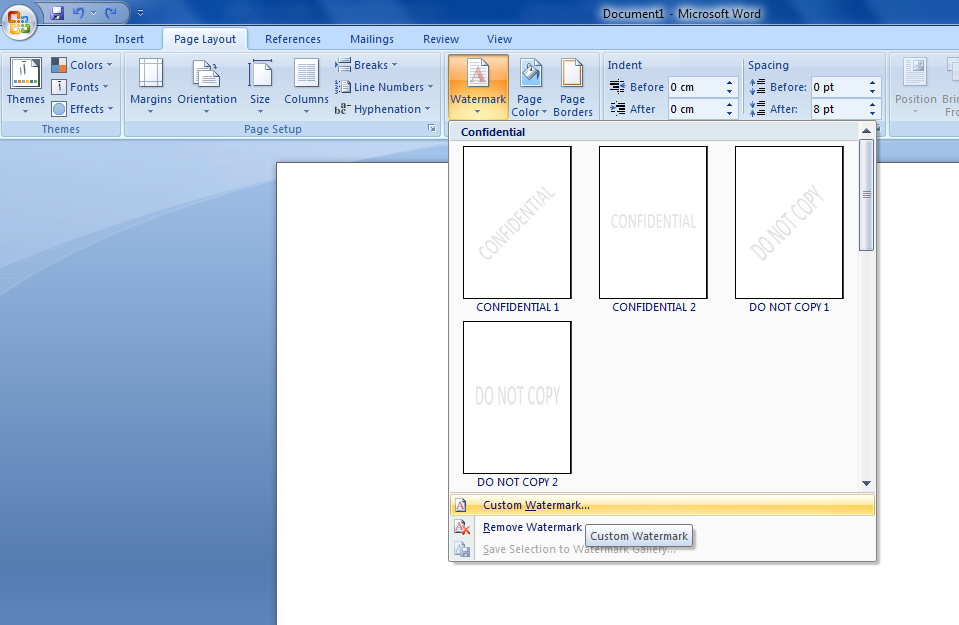 Document1 - Microsoft Word
Home Insert Page Layout References Mailings Review View
Themes
Colors
Fonts
Effects
Themes
Margins
Orientation
Size
Columns
Breaks
Line Numbers
Hyphenation
Page Setup
Watermark
Page
Color
Page
Borders
Indent
Before 0 cm
After 0 cm
Spacing
Before: 0 pt
After: 8 pt
Position
Confidential
CONFIDENTIAL
CONFIDENTIAL 1
CONFIDENTIAL
CONFIDENTIAL 2
DO NOT COPY
DO NOT COPY 1
DO NOT COPY
DO NOT COPY 2
Custom Watermark...
Remove Watermark
Custom Watermark
Save Selection to Watermark Gallery...